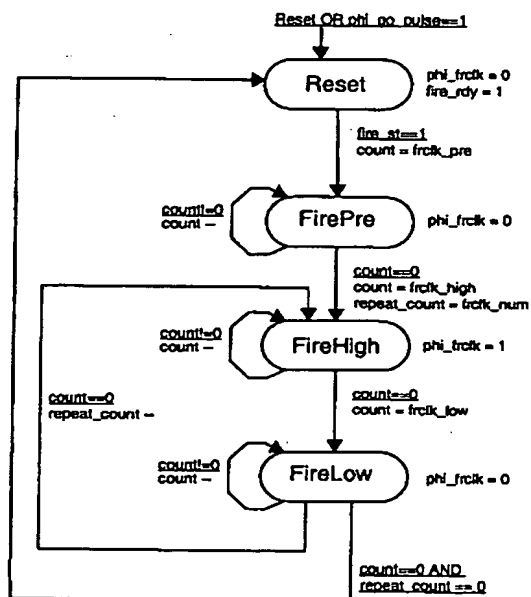 Reset OR phi_go_pulse==1
Reset
phi_frclk = 0
fire_rdy = 1
fire_st==1
count = frclk_pre
count!=0
count –
FirePre
phi_frclk = 0
count==0
count = frclk_high
repeat_count = frclk_num
count!=0
count –
FireHigh
phi_frclk = 1
count==0
repeat_count –
count==0
count = frclk_low
count!=0
count –
FireLow
phi_frclk = 0
count==0 AND
repeat_count == 0